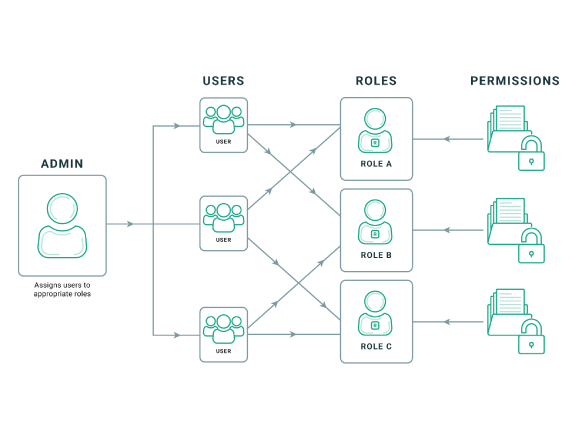 USERS
ROLES
PERMISSIONS
USER
ROLE A
ADMIN
USER
ROLE B
Assigns users to
appropriate roles
USER
ROLE C